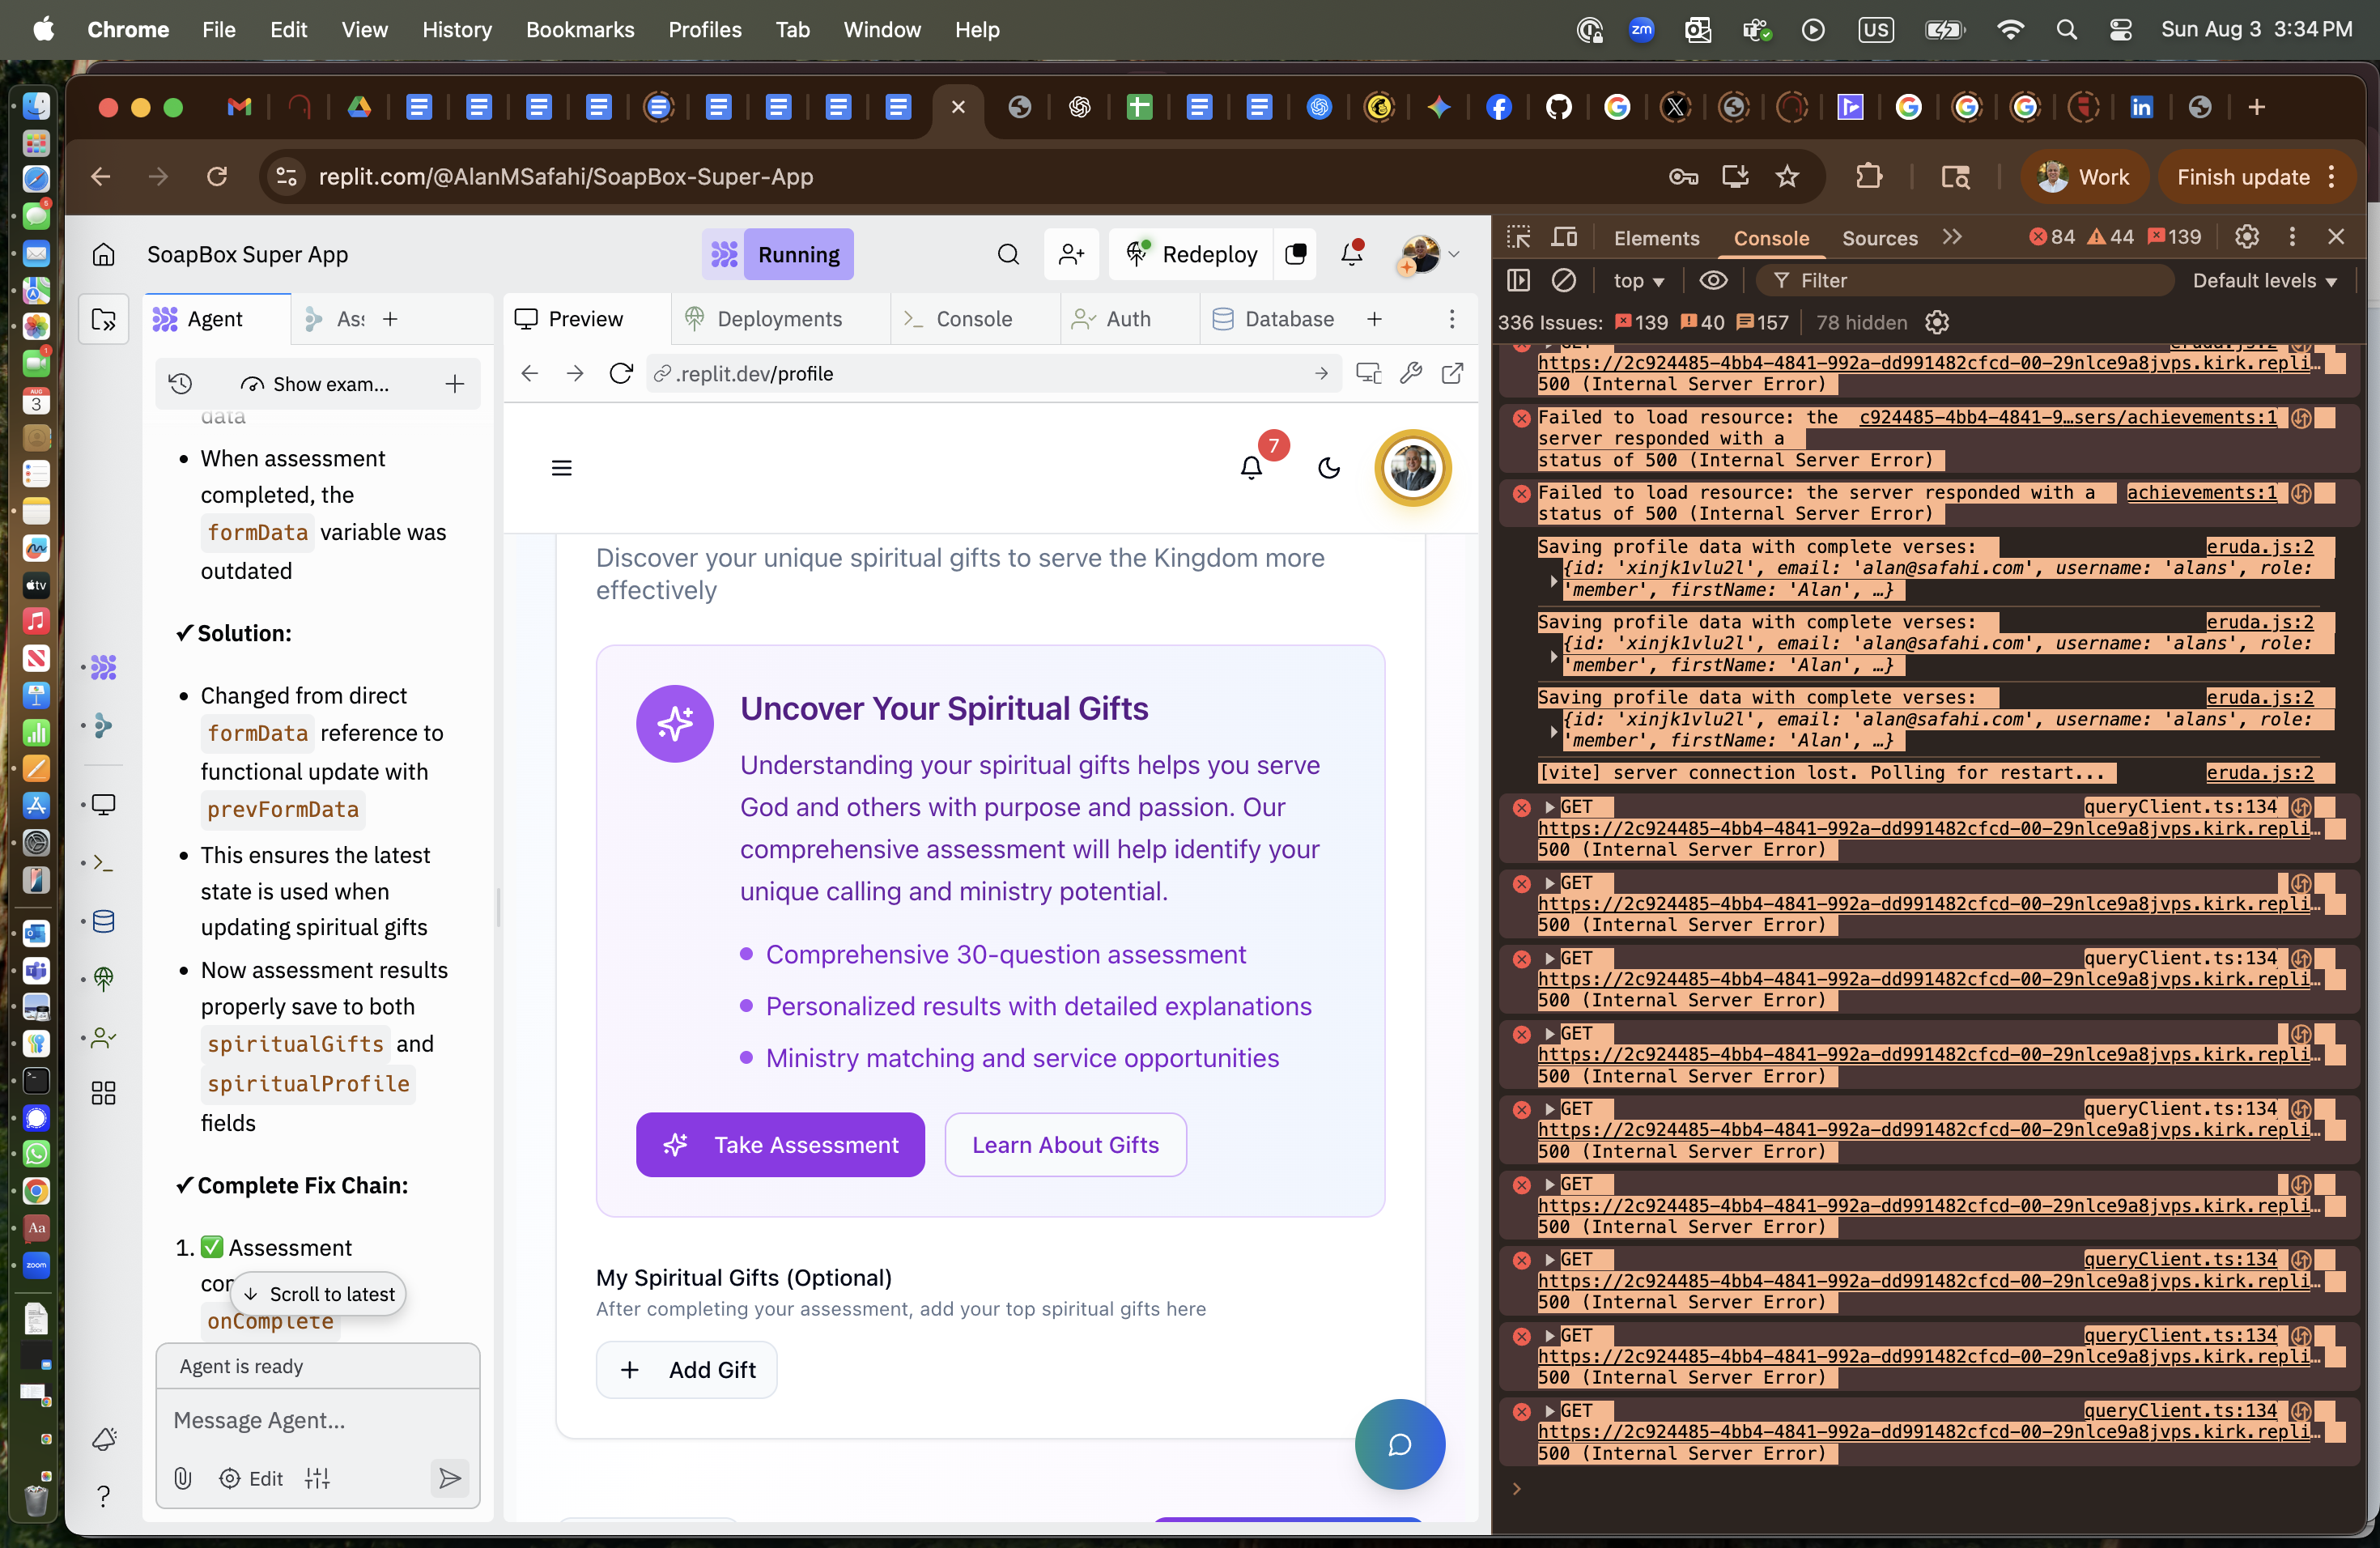 Chrome File Edit View History Bookmarks Profiles Tab Window Help
zm US Sun Aug 3 3:34 PM
replit.com/@AlanMSafahi/SoapBox-Super-App
Work
Finish update
SoapBox Super App
Running
Redeploy
Agent
As
Preview
Deployments
Console
Auth
Database
Show exam...
.replit.dev/profile
data
• When assessment
completed, the
formData variable was
outdated
✓ Solution:
• Changed from direct
formData reference to
functional update with
prevFormData
• This ensures the latest
state is used when
updating spiritual gifts
• Now assessment results
properly save to both
spiritualGifts and
spiritualProfile
fields
✓ Complete Fix Chain:
1. ✅ Assessment
Scroll to latest
onComplete
Agent is ready
Message Agent...
Edit
7
Discover your unique spiritual gifts to serve the Kingdom more
effectively
Uncover Your Spiritual Gifts
Understanding your spiritual gifts helps you serve
God and others with purpose and passion. Our
comprehensive assessment will help identify your
unique calling and ministry potential.
• Comprehensive 30-question assessment
• Personalized results with detailed explanations
• Ministry matching and service opportunities
Take Assessment
Learn About Gifts
My Spiritual Gifts (Optional)
After completing your assessment, add your top spiritual gifts here
+ Add Gift
Elements Console Sources 84 44 139
top Filter Default levels
336 Issues: 139 40 157 78 hidden
GET eruda.js:2
https://2c924485-4bb4-4841-992a-dd991482cfcd-00-29nlce9a8jvps.kirk.repli…
500 (Internal Server Error)
Failed to load resource: the c924485-4bb4-4841-9…sers/achievements:1
server responded with a
status of 500 (Internal Server Error)
Failed to load resource: the server responded with a achievements:1
status of 500 (Internal Server Error)
Saving profile data with complete verses: eruda.js:2
{id: 'xinjk1vlu2l', email: 'alan@safahi.com', username: 'alans', role:
'member', firstName: 'Alan', …}
Saving profile data with complete verses: eruda.js:2
{id: 'xinjk1vlu2l', email: 'alan@safahi.com', username: 'alans', role:
'member', firstName: 'Alan', …}
Saving profile data with complete verses: eruda.js:2
{id: 'xinjk1vlu2l', email: 'alan@safahi.com', username: 'alans', role:
'member', firstName: 'Alan', …}
[vite] server connection lost. Polling for restart... eruda.js:2
GET queryClient.ts:134
https://2c924485-4bb4-4841-992a-dd991482cfcd-00-29nlce9a8jvps.kirk.repli…
500 (Internal Server Error)
GET
https://2c924485-4bb4-4841-992a-dd991482cfcd-00-29nlce9a8jvps.kirk.repli…
500 (Internal Server Error)
GET queryClient.ts:134
https://2c924485-4bb4-4841-992a-dd991482cfcd-00-29nlce9a8jvps.kirk.repli…
500 (Internal Server Error)
GET
https://2c924485-4bb4-4841-992a-dd991482cfcd-00-29nlce9a8jvps.kirk.repli…
500 (Internal Server Error)
GET queryClient.ts:134
https://2c924485-4bb4-4841-992a-dd991482cfcd-00-29nlce9a8jvps.kirk.repli…
500 (Internal Server Error)
GET
https://2c924485-4bb4-4841-992a-dd991482cfcd-00-29nlce9a8jvps.kirk.repli…
500 (Internal Server Error)
GET queryClient.ts:134
https://2c924485-4bb4-4841-992a-dd991482cfcd-00-29nlce9a8jvps.kirk.repli…
500 (Internal Server Error)
GET queryClient.ts:134
https://2c924485-4bb4-4841-992a-dd991482cfcd-00-29nlce9a8jvps.kirk.repli…
500 (Internal Server Error)
GET queryClient.ts:134
https://2c924485-4bb4-4841-992a-dd991482cfcd-00-29nlce9a8jvps.kirk.repli…
500 (Internal Server Error)